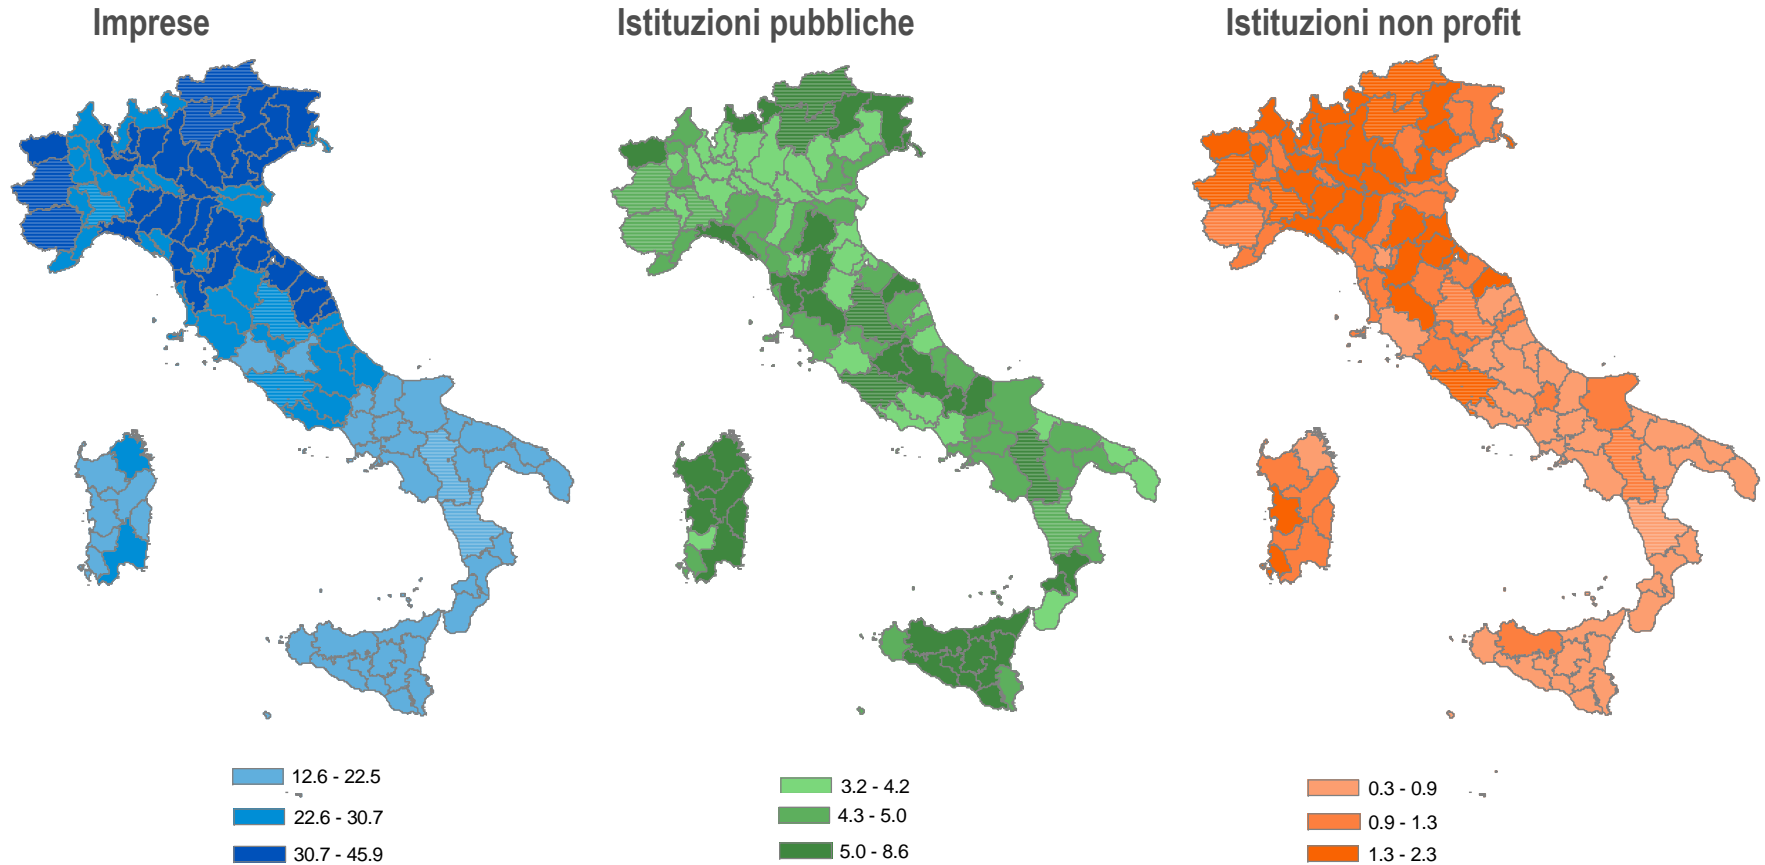 Imprese
Istituzioni pubbliche
Istituzioni non profit
12.6 - 22.5
22.6 - 30.7
30.7 - 45.9
3.2 - 4.2
4.3 - 5.0
5.0 - 8.6
0.3 - 0.9
0.9 - 1.3
1.3 - 2.3